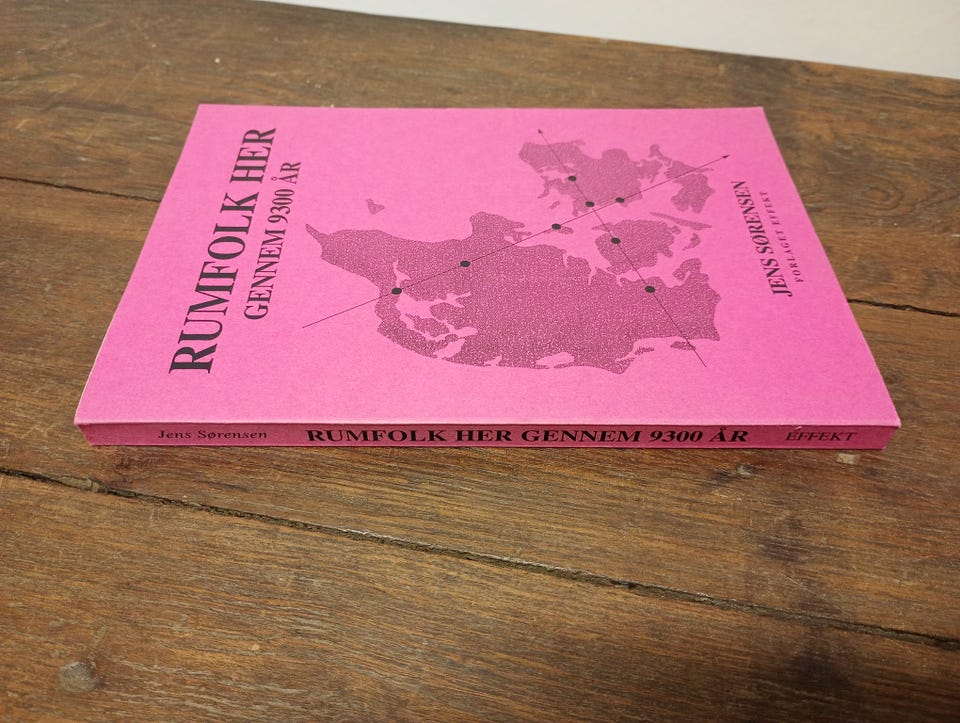 RUMFOLK HER
GENNEM 9300 ÅR
JENS SØRENSEN
FORLAGET EFFEKT
Jens Sørensen RUMFOLK HER GENNEM 9300 ÅR EFFEKT